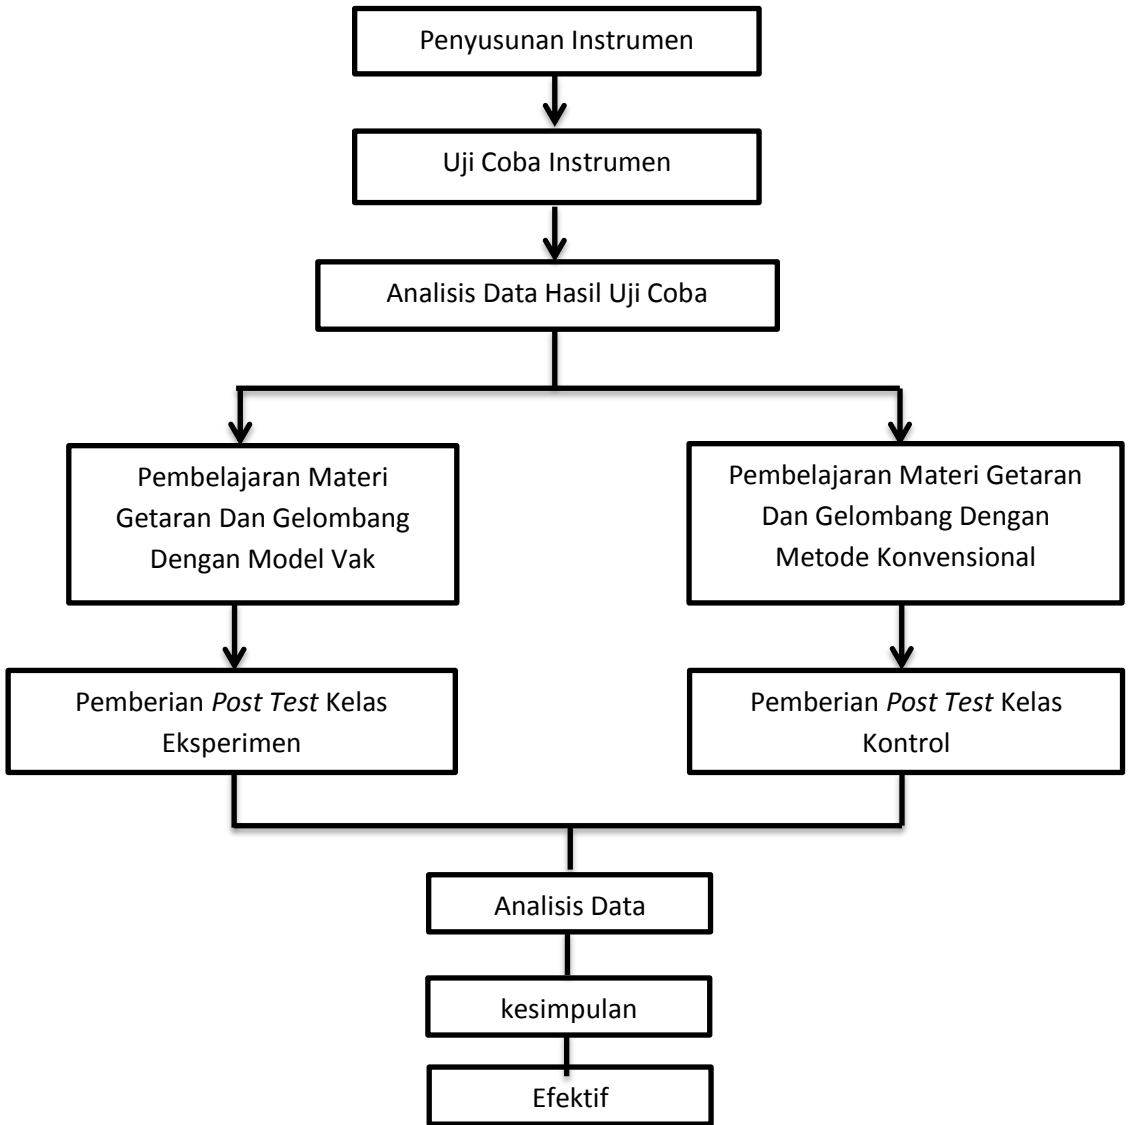 Penyusunan Instrumen
Uji Coba Instrumen
Analisis Data Hasil Uji Coba
Pembelajaran Materi
Getaran Dan Gelombang
Dengan Model Vak
Pembelajaran Materi Getaran
Dan Gelombang Dengan
Metode Konvensional
Pemberian Post Test Kelas
Eksperimen
Pemberian Post Test Kelas
Kontrol
Analisis Data
kesimpulan
Efektif